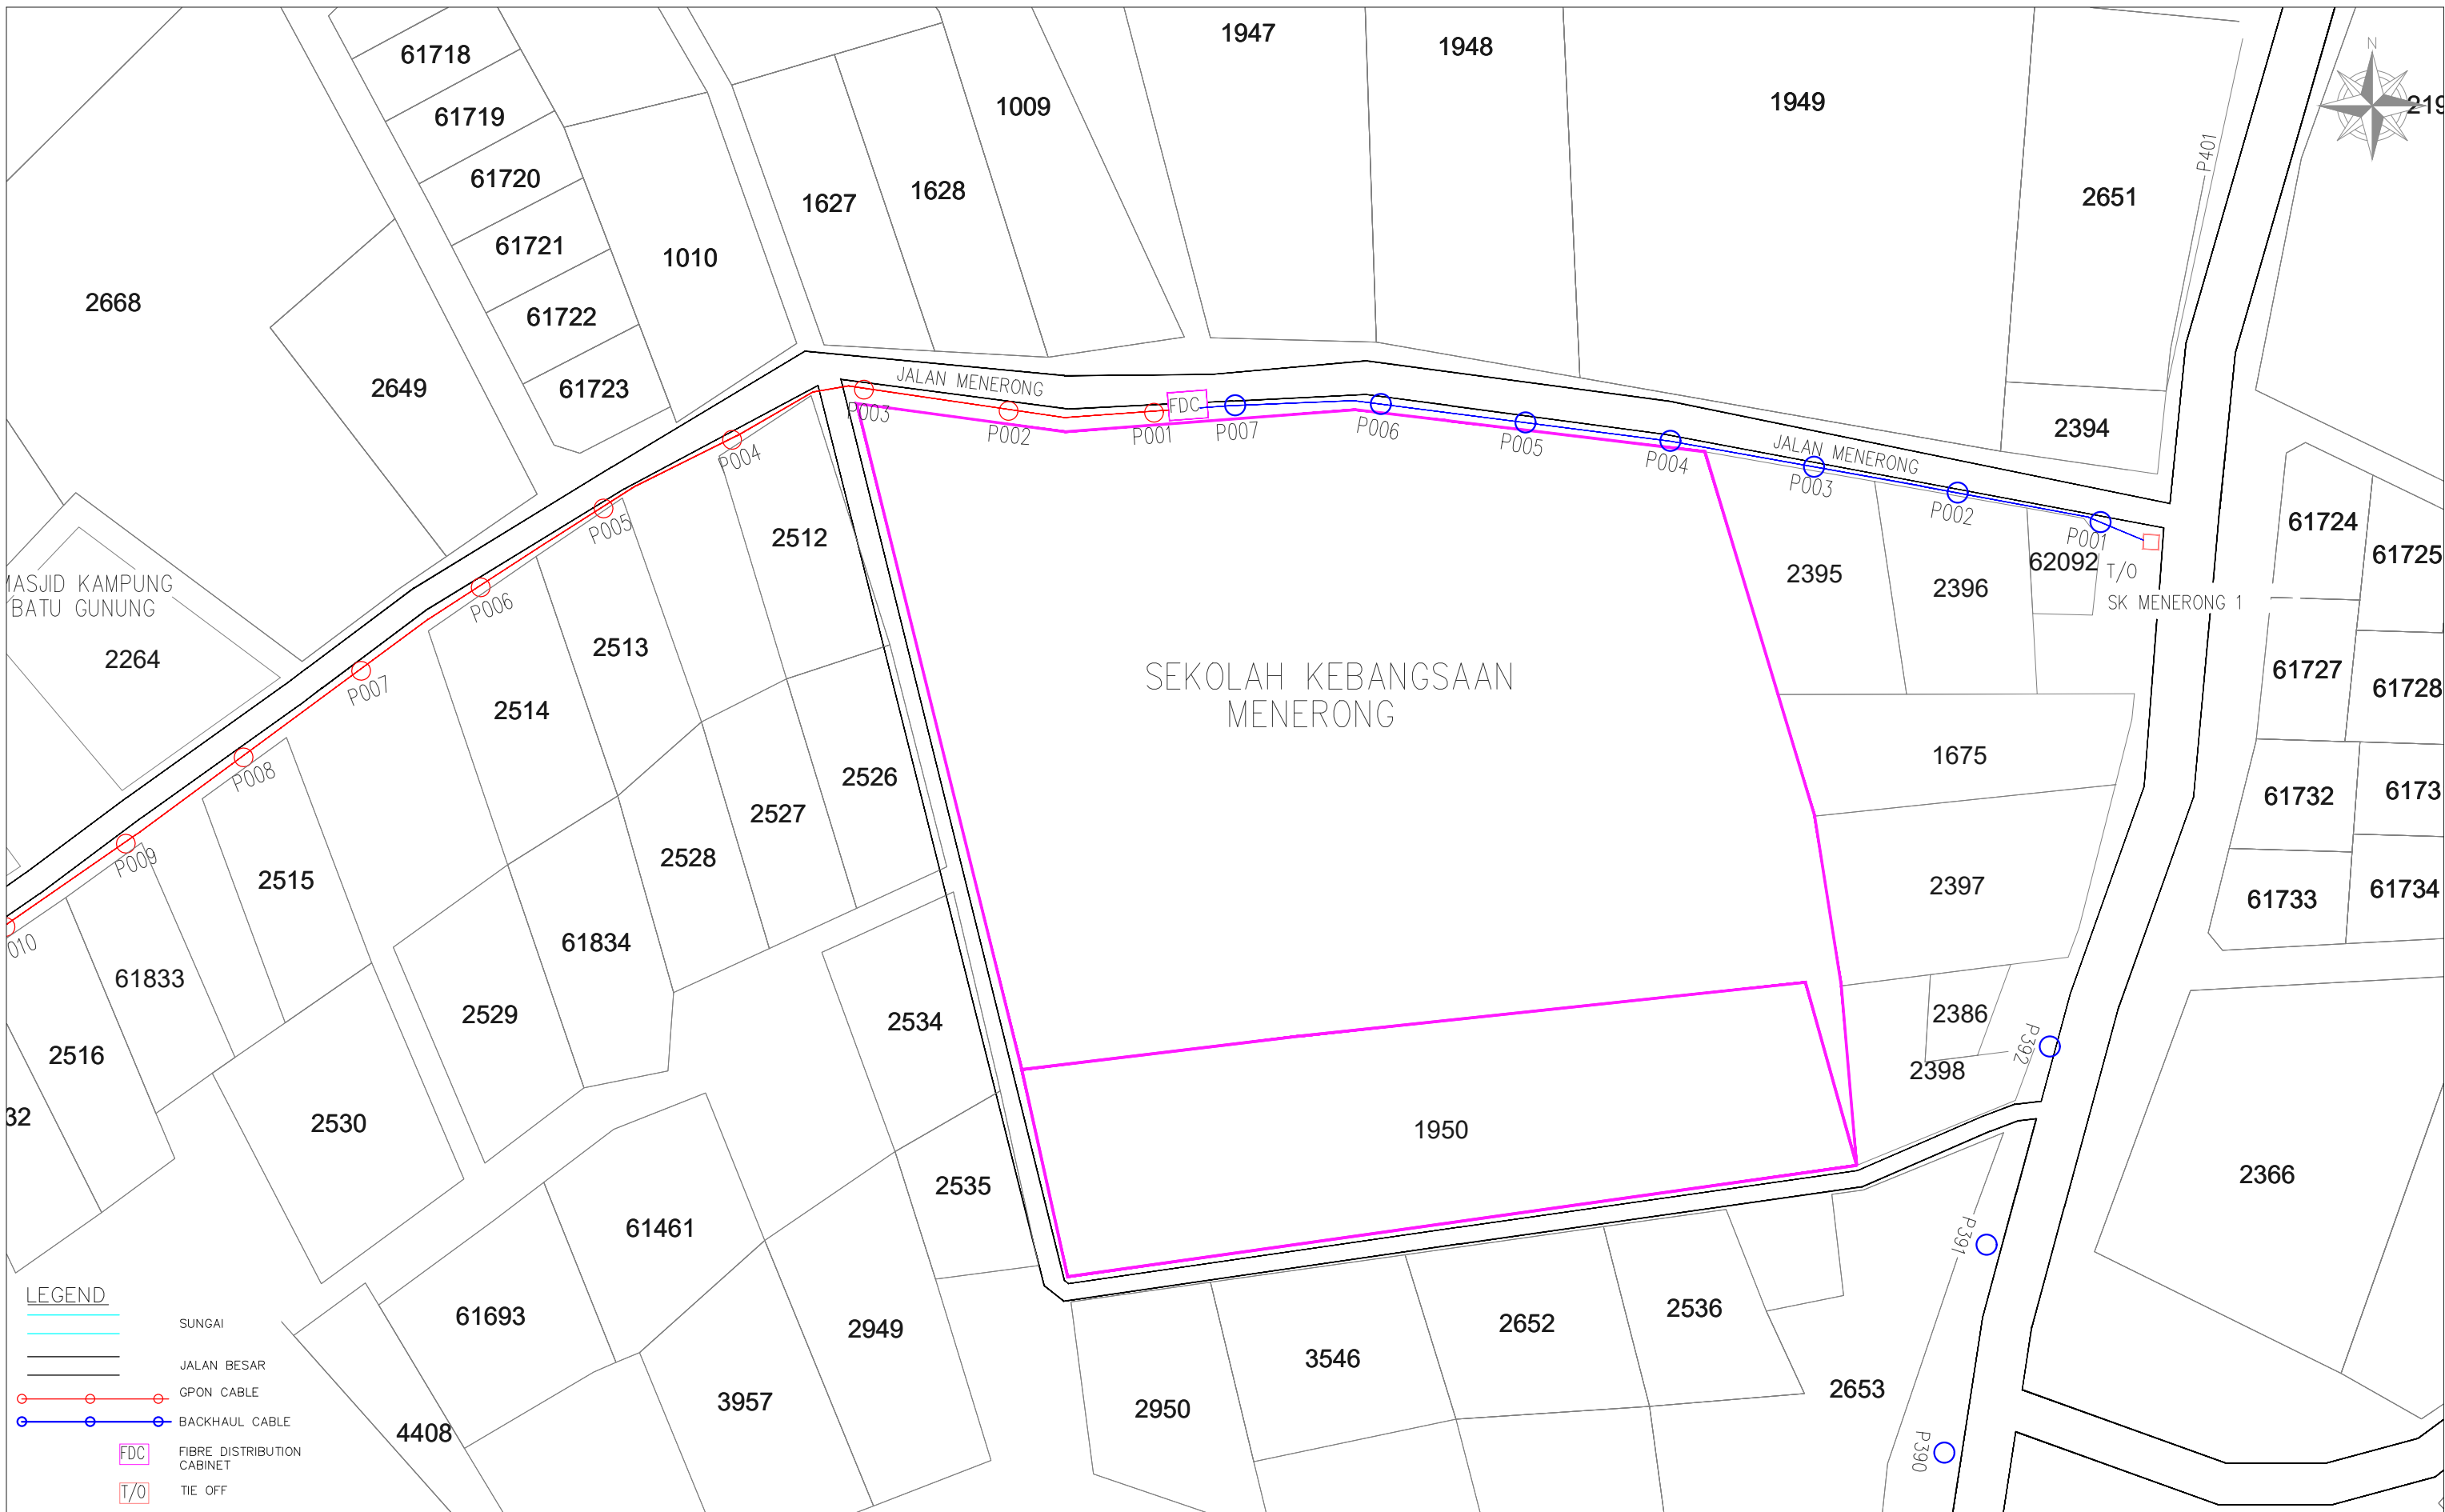 1947
1948
61718
1949
N
219
1009
61719
P401
61720
1628
2651
1627
61721
1010
2668
61722
61723
2649
JALAN MENERONG
FDC
P003
P002
P001
P007
P006
P005
P004
JALAN MENERONG
2394
P004
P003
P002
P001
P005
2512
61724
61725
62092
T/O
2395
2396
SK MENERONG 1
MASJID KAMPUNG
BATU GUNUNG
P006
2264
2513
P007
SEKOLAH KEBANGSAAN
MENERONG
61727
61728
2514
P008
1675
2526
61732
6173
2527
P009
2528
2515
2397
61733
61734
010
61834
61833
2529
2534
2386
P392
2516
2398
32
2530
1950
2535
2366
61461
P391
LEGEND
SUNGAI
JALAN BESAR
GPON CABLE
BACKHAUL CABLE
FDC
FIBRE DISTRIBUTION
CABINET
T/O
TIE OFF
61693
2949
2536
2652
3546
2653
3957
2950
4408
P390